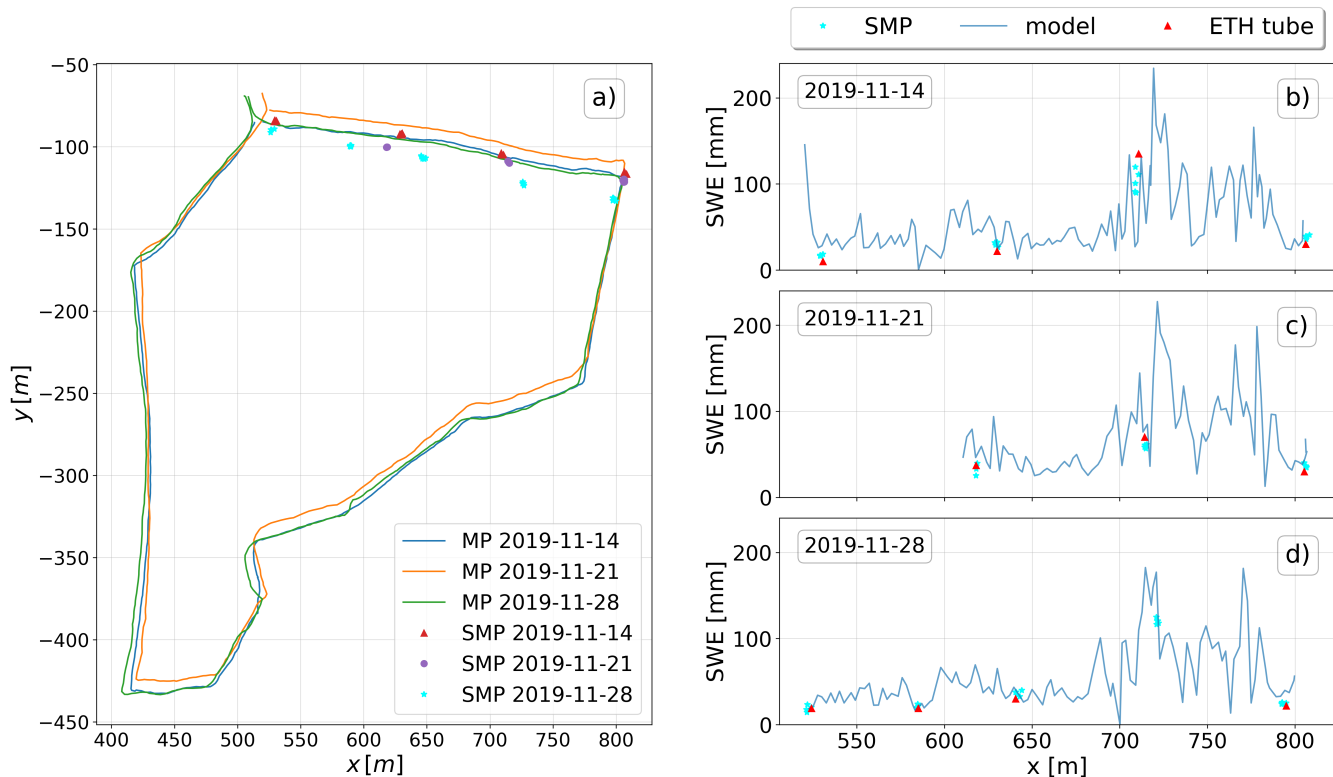 SMP model ETH tube
−50
−100
−150
−200
−250
−300
−350
−400
−450
y [m]
a)
MP 2019-11-14
MP 2019-11-21
MP 2019-11-28
SMP 2019-11-14
SMP 2019-11-21
SMP 2019-11-28
400 450 500 550 600 650 700 750 800
x [m]
2019-11-14
b)
SWE [mm]
200
100
0
2019-11-21
c)
SWE [mm]
200
100
0
2019-11-28
d)
SWE [mm]
200
100
0
550 600 650 700 750 800
x [m]